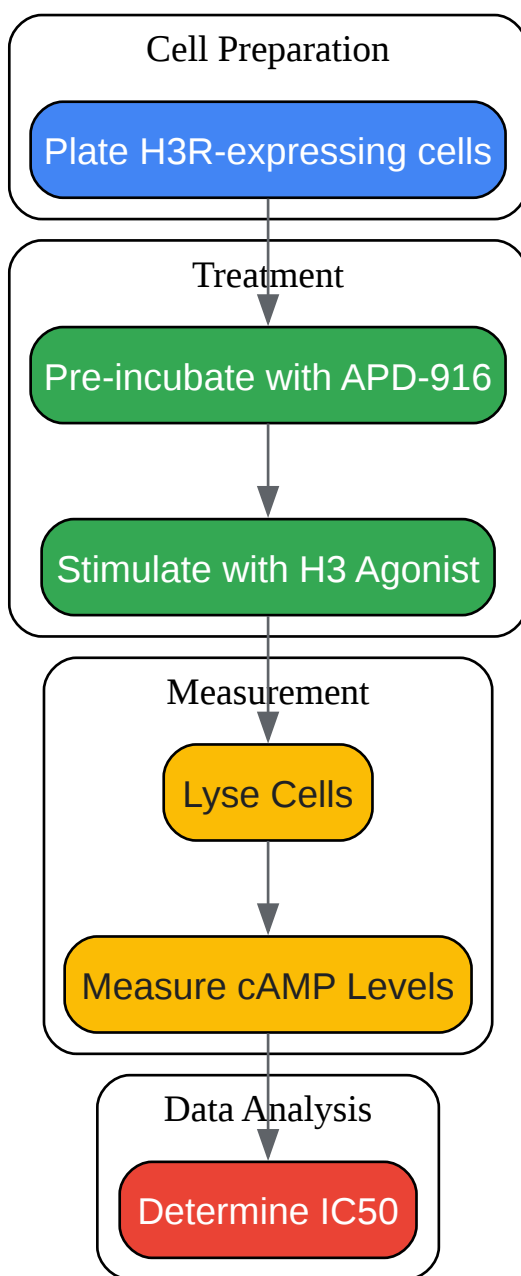 Cell Preparation
Plate H3R-expressing cells
Treatment
Pre-incubate with APD-916
Stimulate with H3 Agonist
Measurement
Lyse Cells
Measure cAMP Levels
Data Analysis
Determine IC50